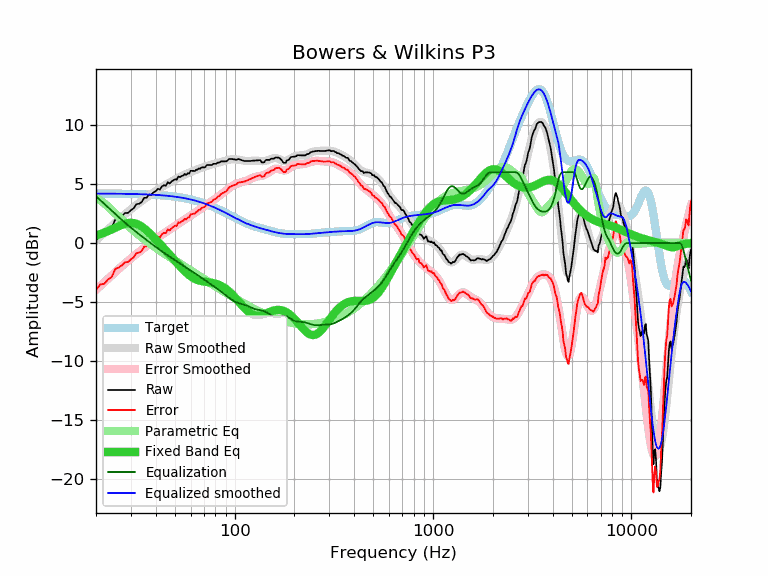 Bowers & Wilkins P3
Amplitude (dBr)
10
5
0
−5
−10
−15
−20
Target
Raw Smoothed
Error Smoothed
Raw
Error
Parametric Eq
Fixed Band Eq
Equalization
Equalized smoothed
100
1000
10000
Frequency (Hz)